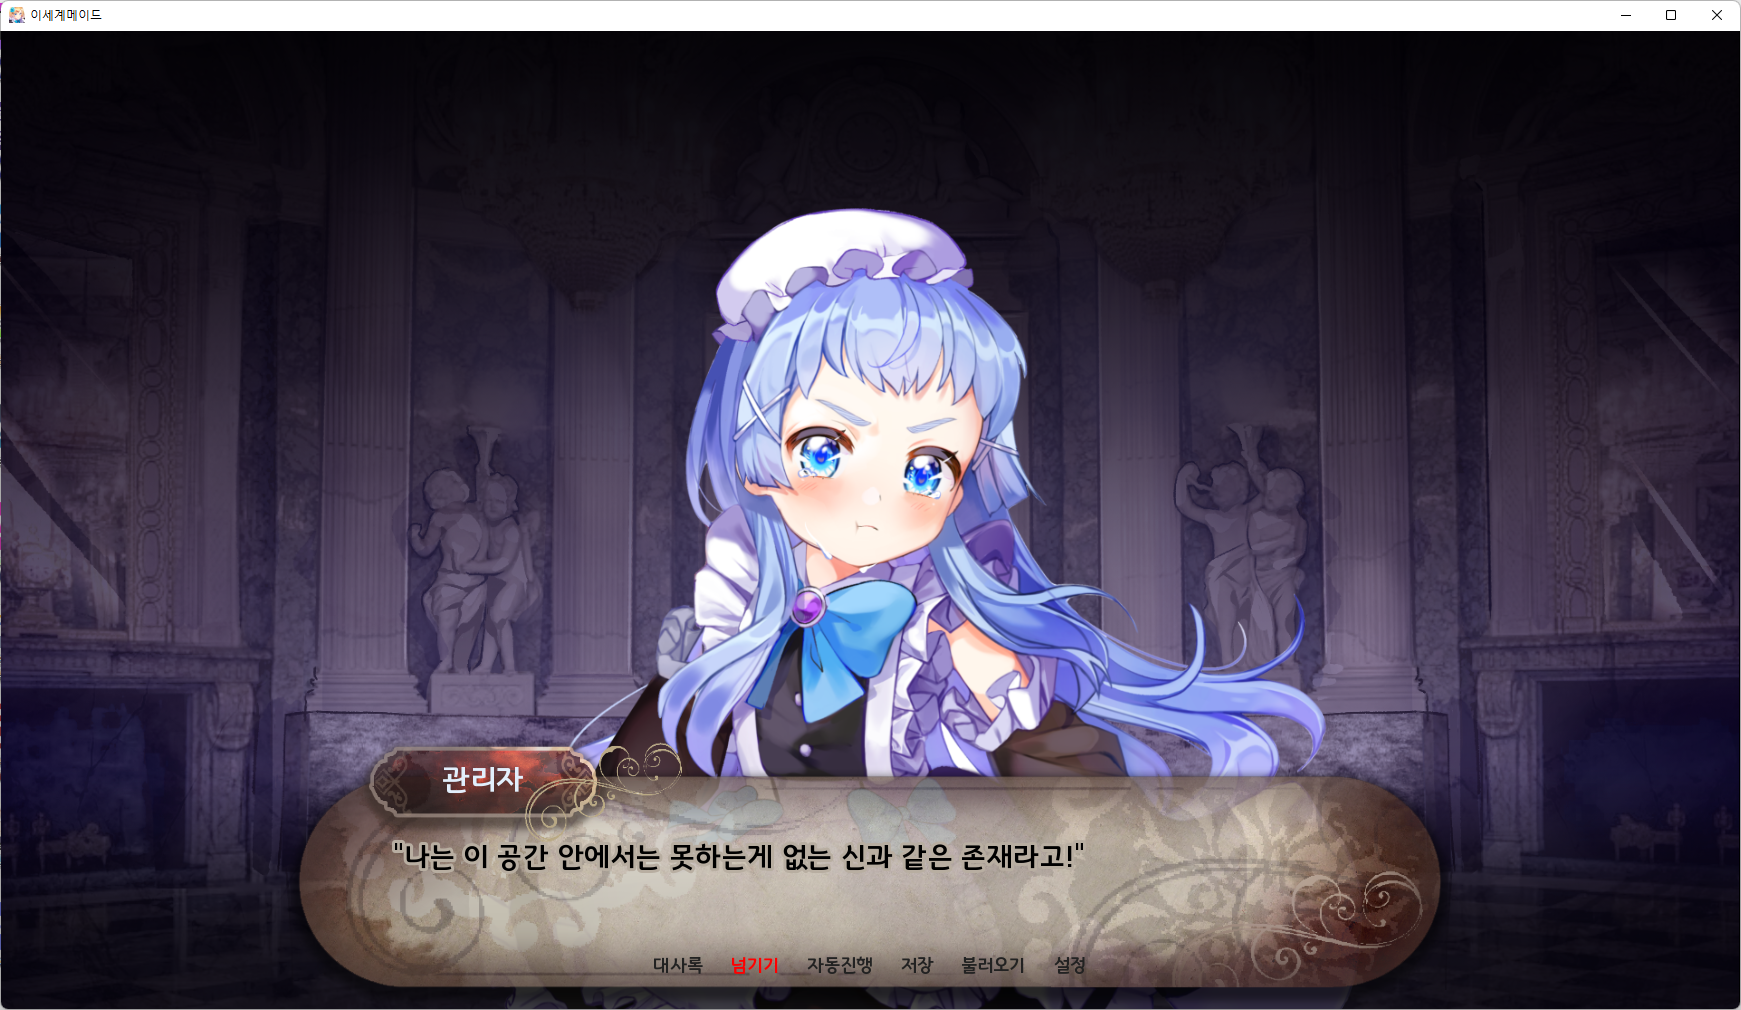 이세계메이드
관리자
"나는 이 공간 안에서는 못하는게 없는 신과 같은 존재라고!"
대사록 넘기기 자동진행 저장 불러오기 설정